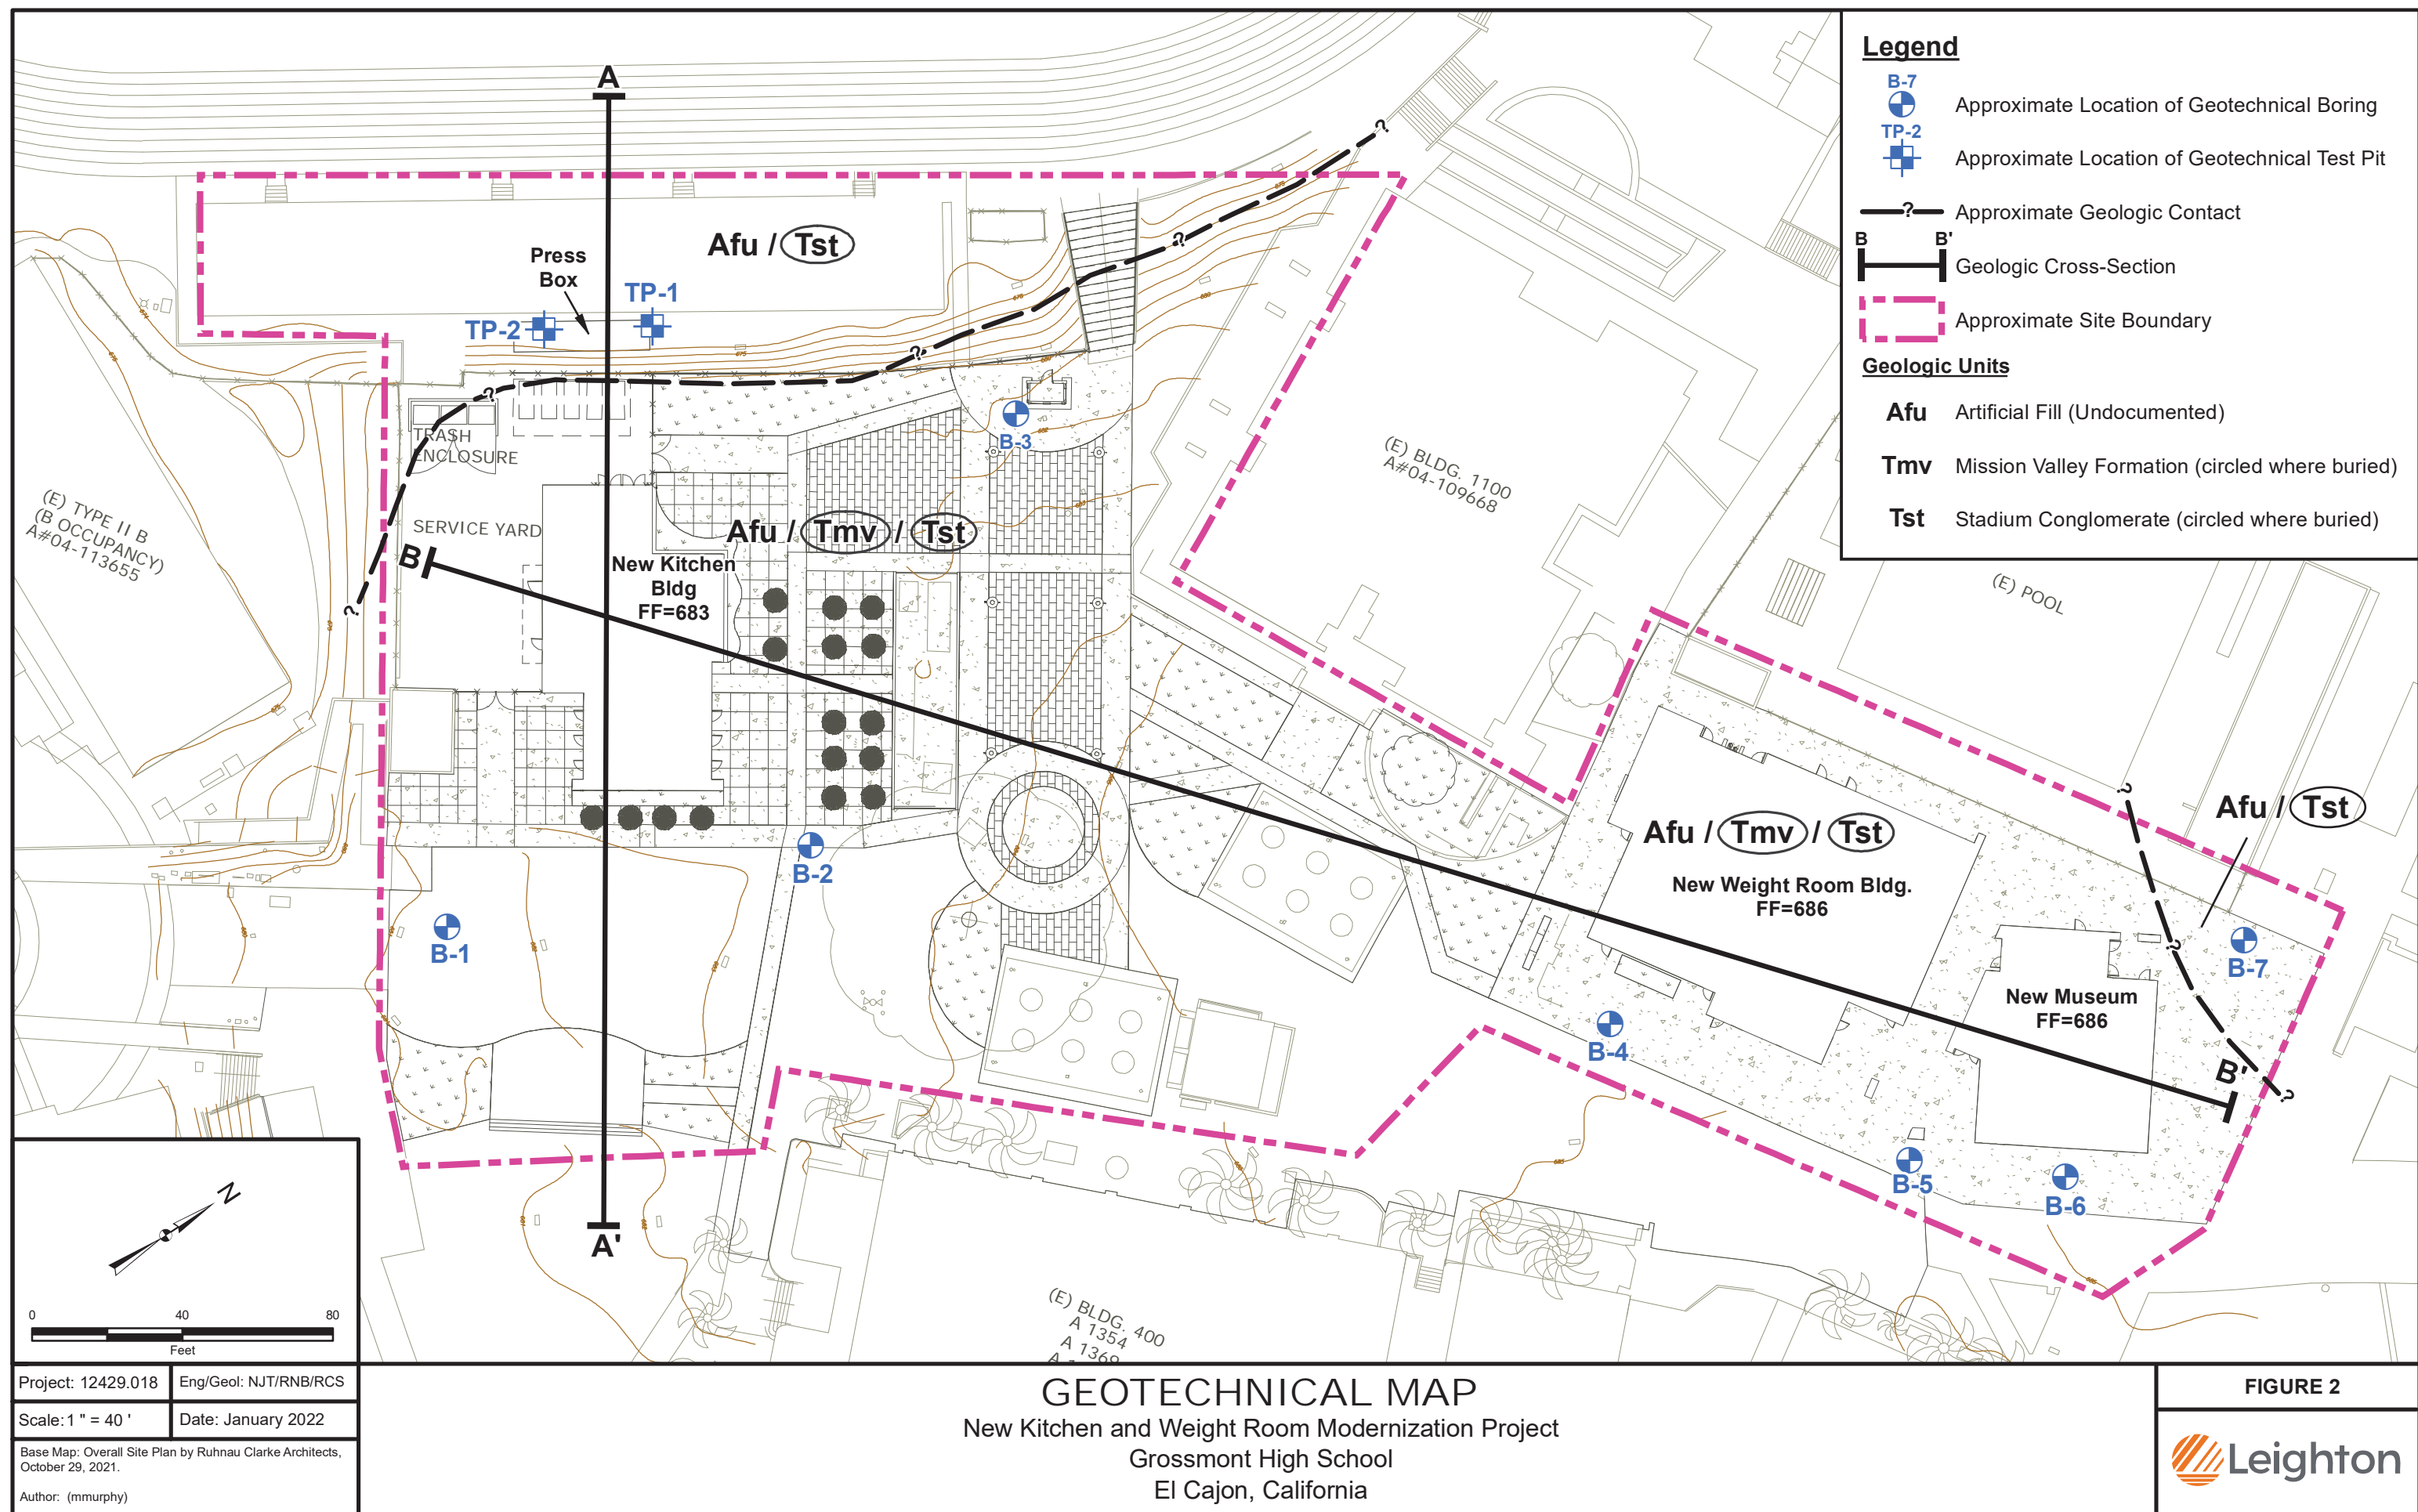 A
Afu / Tst
Press
Box
TP-1
TP-2
B-3
TRASH
ENCLOSURE
SERVICE YARD
(E) TYPE II B
(B OCCUPANCY)
A#04-113655
B
Afu / Tmv / Tst
New Kitchen
Bldg
FF=683
(E) BLDG. 1100
A#04-109668
(E) POOL
B-2
B-1
Afu / Tmv / Tst
New Weight Room Bldg.
FF=686
Afu / Tst
B-7
New Museum
FF=686
B-4
B'
B-5
B-6
A'
(E) BLDG. 400
A 1354
A 1369
Legend
B-7
Approximate Location of Geotechnical Boring
TP-2
Approximate Location of Geotechnical Test Pit
? Approximate Geologic Contact
B B'
Geologic Cross-Section
Approximate Site Boundary
Geologic Units
Afu Artificial Fill (Undocumented)
Tmv Mission Valley Formation (circled where buried)
Tst Stadium Conglomerate (circled where buried)
N
0 40 80
Feet
Project: 12429.018 Eng/Geol: NJT/RNB/RCS
Scale: 1 " = 40 ' Date: January 2022
Base Map: Overall Site Plan by Ruhnau Clarke Architects,
October 29, 2021.
Author: (mmurphy)
GEOTECHNICAL MAP
New Kitchen and Weight Room Modernization Project
Grossmont High School
El Cajon, California
FIGURE 2
Leighton